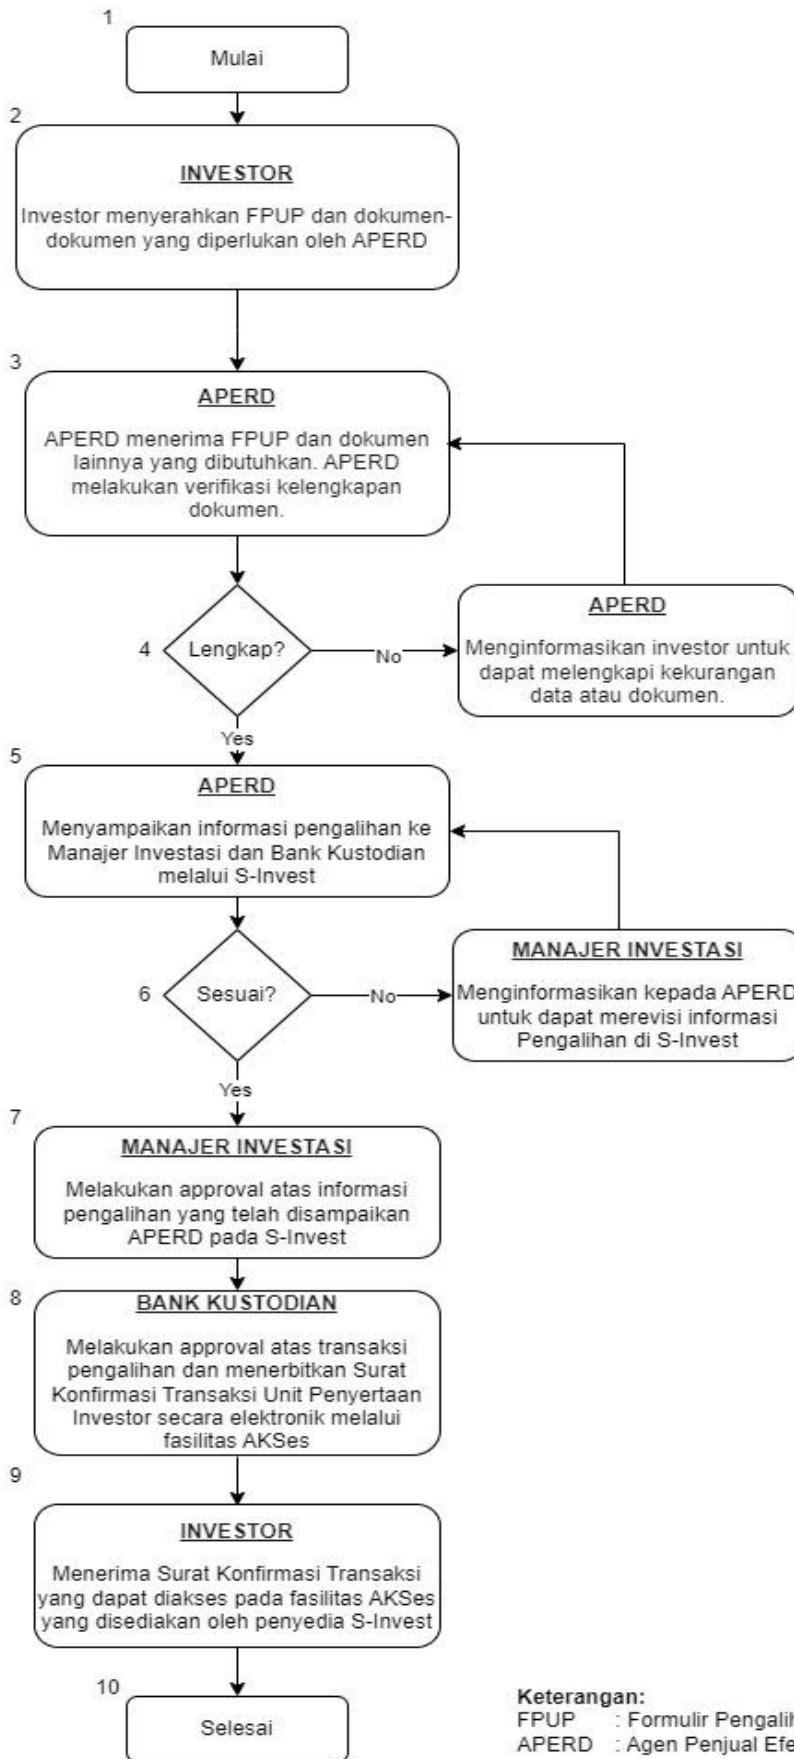 1
Mulai
2
INVESTOR
Investor menyerahkan FPUP dan dokumen-
dokumen yang diperlukan oleh APERD
3
APERD
APERD menerima FPUP dan dokumen
lainnya yang dibutuhkan. APERD
melakukan verifikasi kelengkapan
dokumen.
4
Lengkap?
No
APERD
Menginformasikan investor untuk
dapat melengkapi kekurangan
data atau dokumen.
Yes
5
APERD
Menyampaikan informasi pengalihan ke
Manajer Investasi dan Bank Kustodian
melalui S-Invest
6
Sesuai?
No
MANAJER INVESTASI
Menginformasikan kepada APERD
untuk dapat merevisi informasi
Pengalihan di S-Invest
Yes
7
MANAJER INVESTASI
Melakukan approval atas informasi
pengalihan yang telah disampaikan
APERD pada S-Invest
8
BANK KUSTODIAN
Melakukan approval atas transaksi
pengalihan dan menerbitkan Surat
Konfirmasi Transaksi Unit Penyertaan
Investor secara elektronik melalui
fasilitas AKSes
9
INVESTOR
Menerima Surat Konfirmasi Transaksi
yang dapat diakses pada fasilitas AKSes
yang disediakan oleh penyedia S-Invest
10
Selesai
Keterangan:
FPUP : Formulir
APERD : Agen Penjual